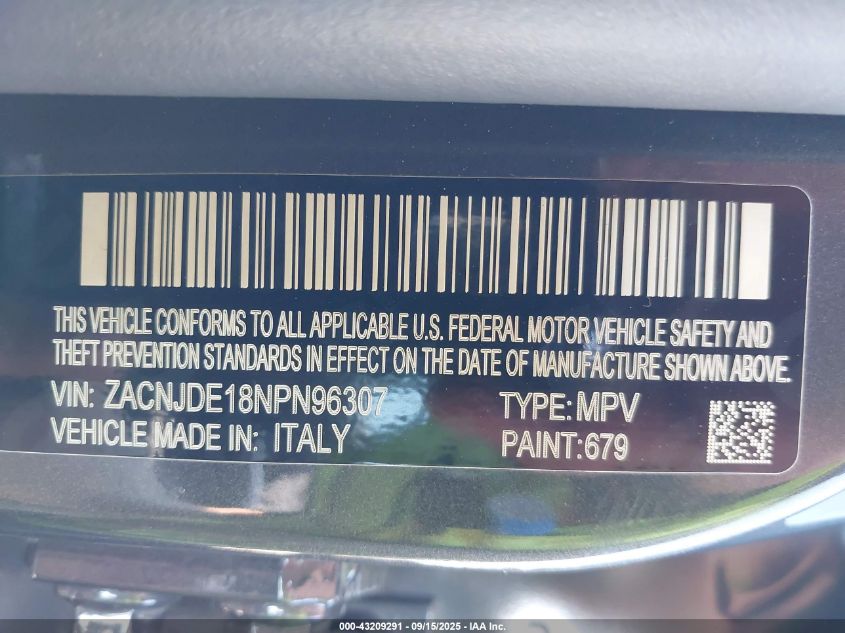 THIS VEHICLE CONFORMS TO ALL APPLICABLE U.S. FEDERAL MOTOR VEHICLE SAFETY AND
THEFT PREVENTION STANDARDS IN EFFECT ON THE DATE OF MANUFACTURE SHOWN ABOVE.
VIN: ZACNJDE18NPN96307 TYPE: MPV
VEHICLE MADE IN: ITALY PAINT:679
000-43209291 - 09/15/2025 - IAA Inc.